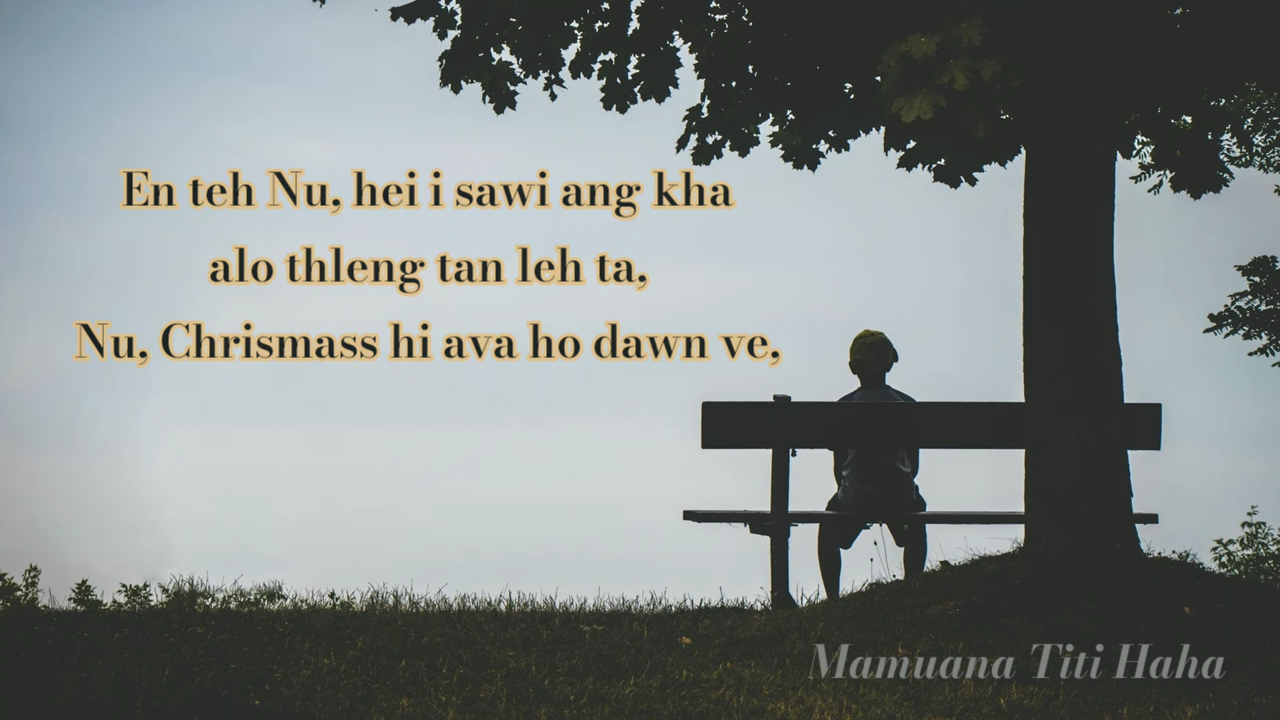 En teh Nu, hei i sawi ang kha
alo thleng tan leh ta,
Nu, Chrismass hi ava ho dawn ve,
Mamuana Titi Haha